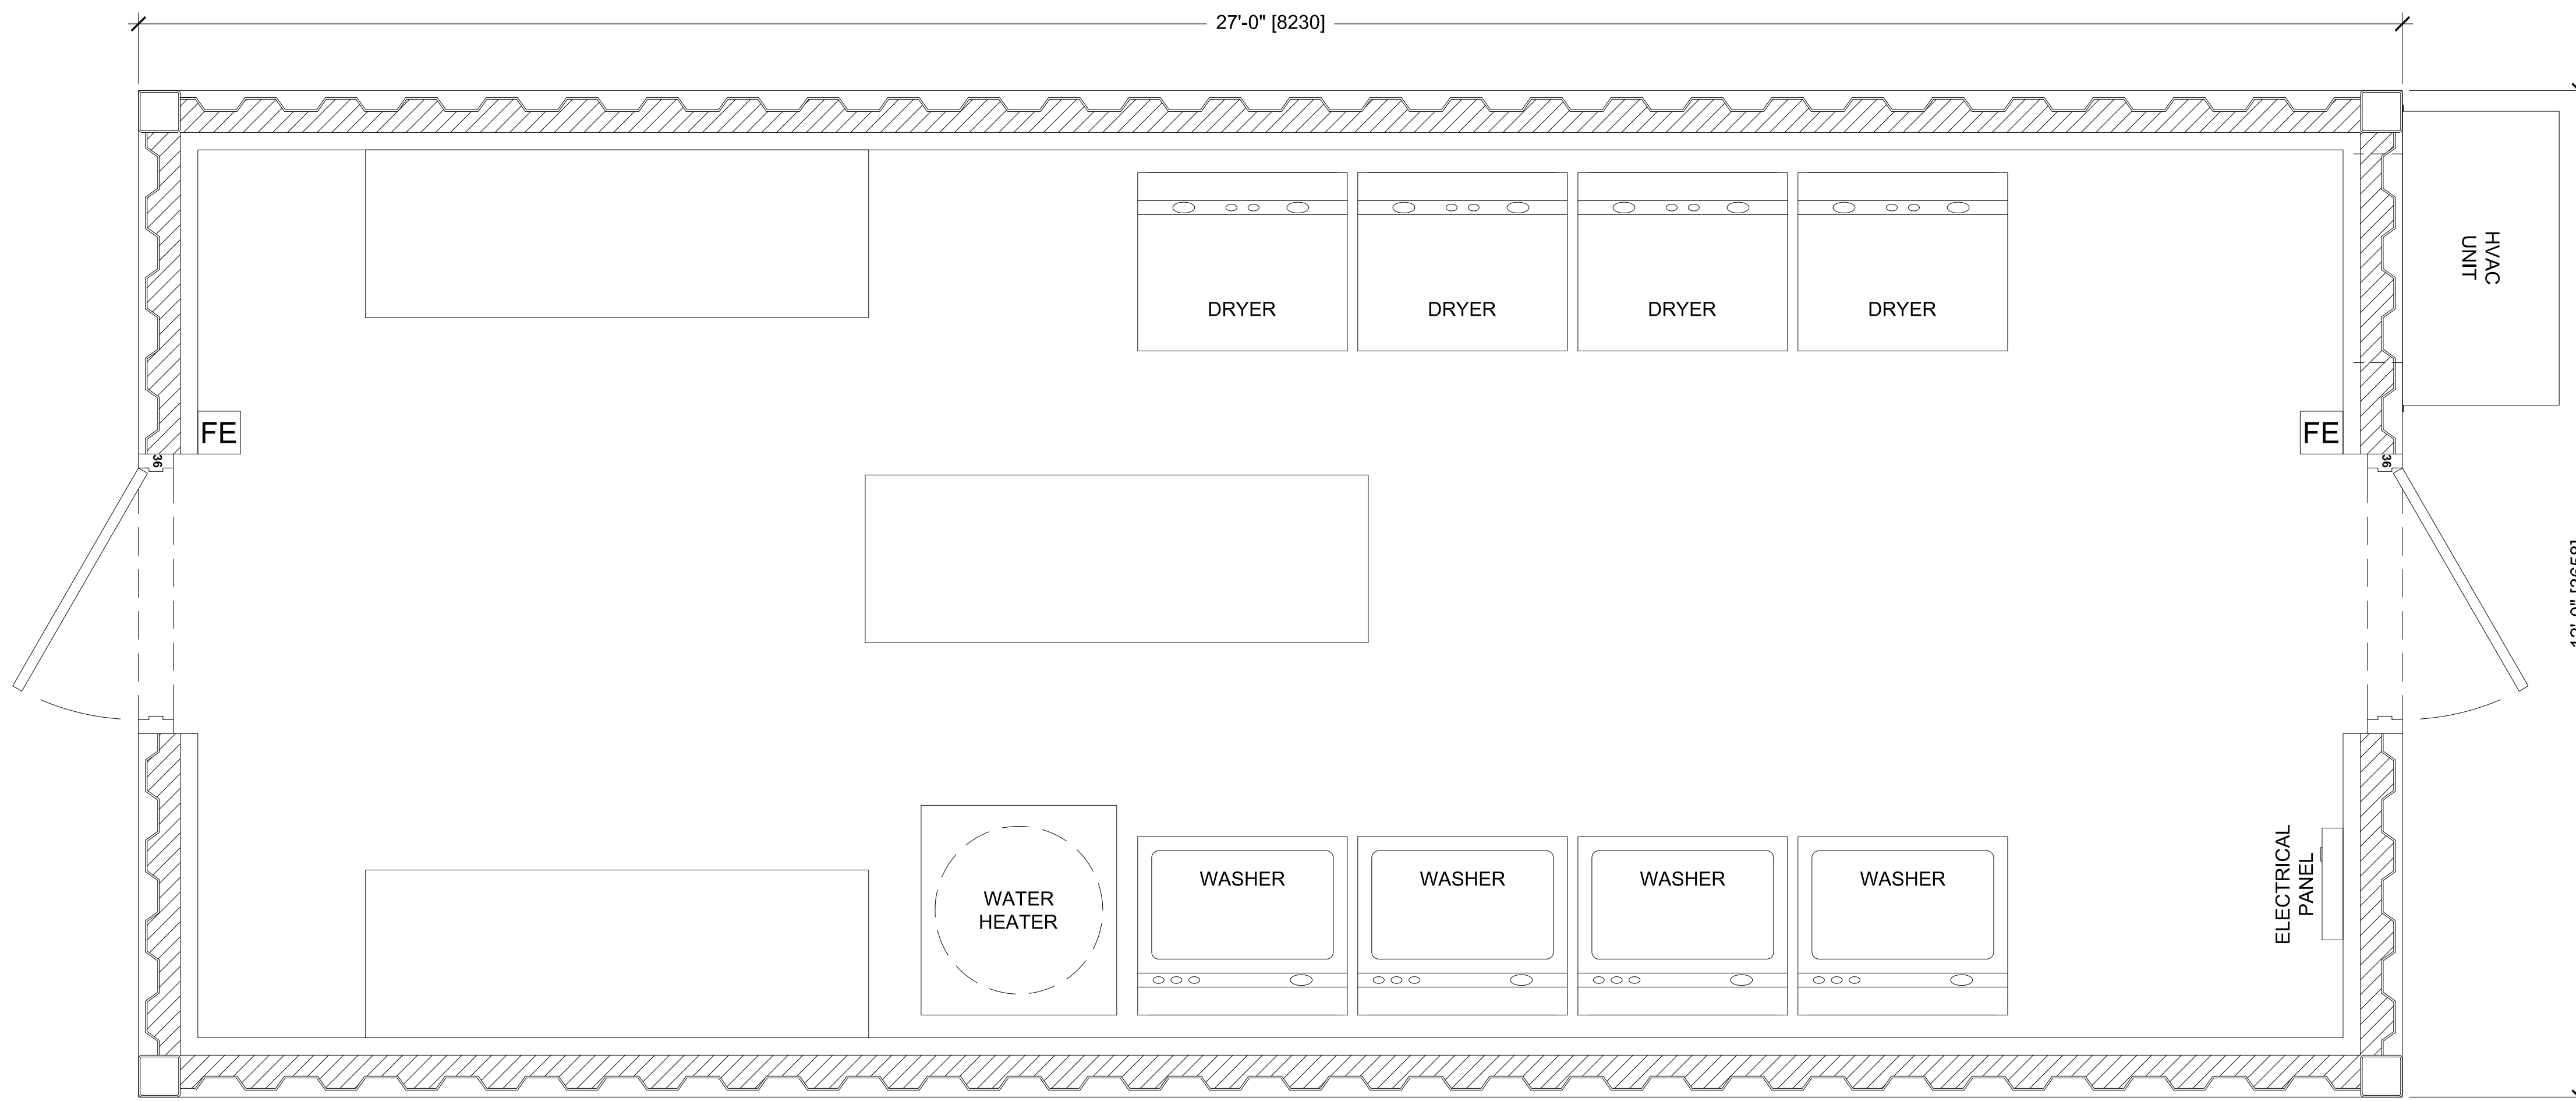 27'-0" [8230]
HVAC
UNIT
DRYER
DRYER
DRYER
DRYER
FE
FE
36
36
WATER
HEATER
WASHER
WASHER
WASHER
WASHER
ELECTRICAL
PANEL